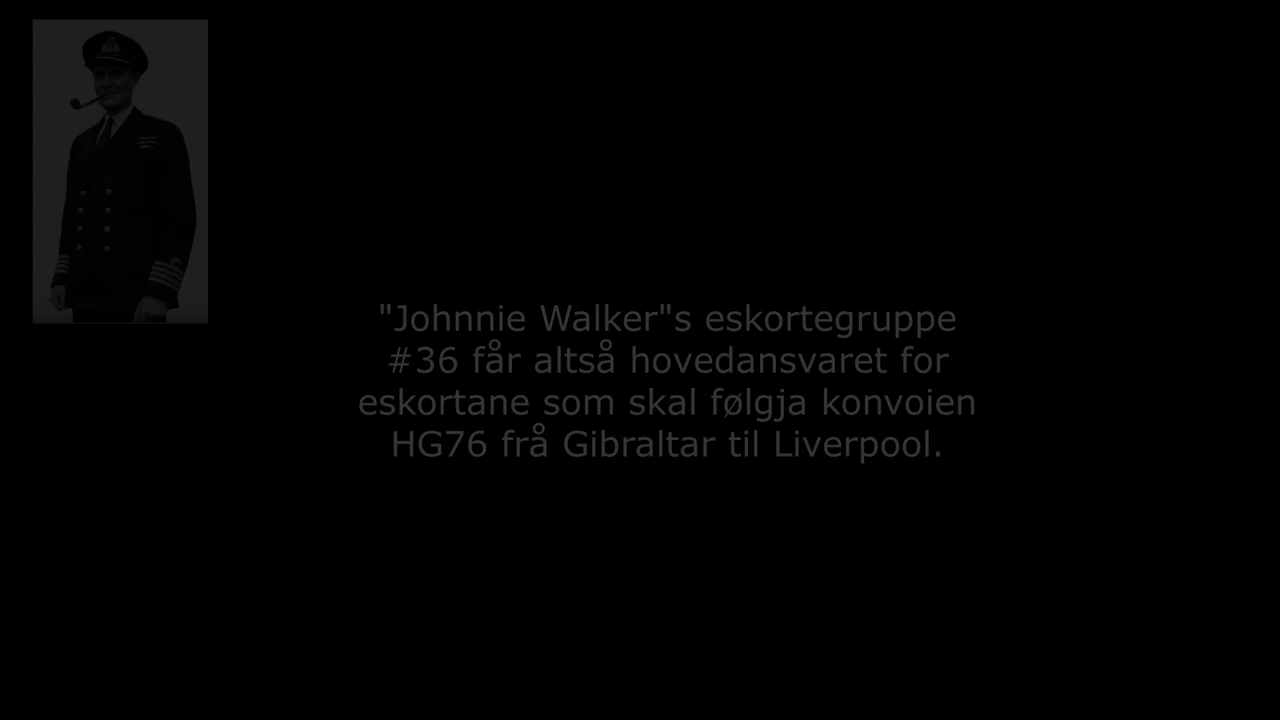 "Johnnie Walker"s eskortegruppe
#36 får altså hovedansvaret for
eskortane som skal følgja konvoien
HG76 frå Gibraltar til Liverpool.